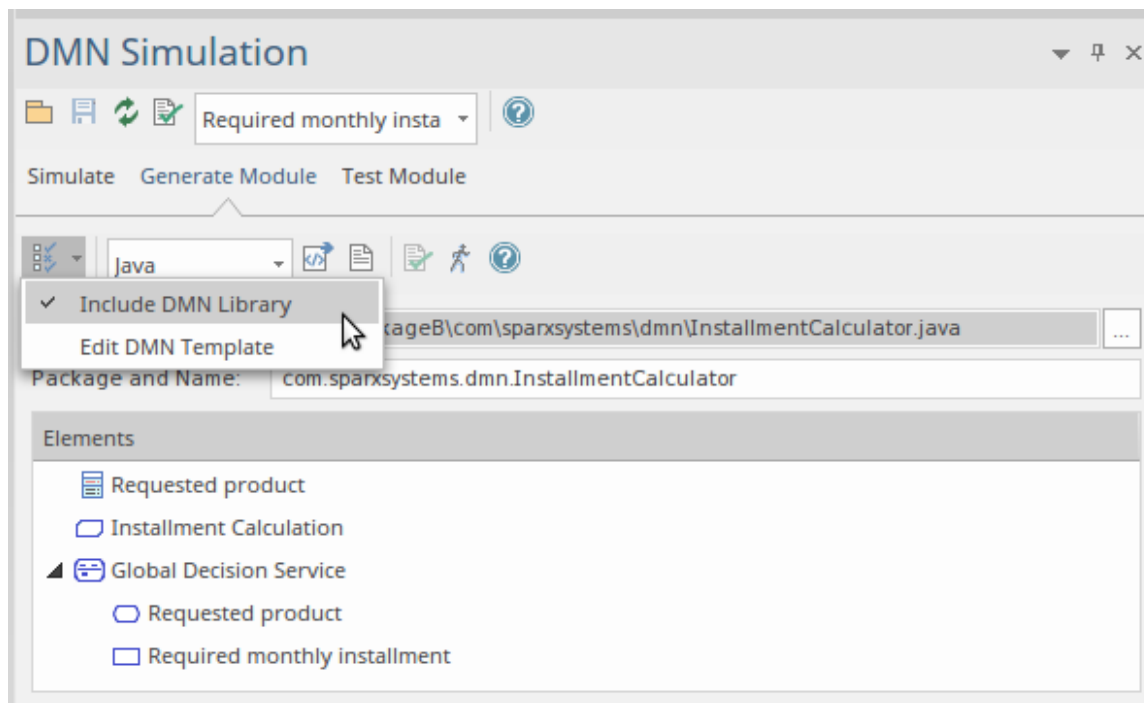 DMN Simulation
Required monthly insta
Simulate Generate Module Test Module
Java
Include DMN Library
kageB\com\sparxsystems\dmn\InstallmentCalculator.java
...
Edit DMN Template
Package and Name: com.sparxsystems.dmn.InstallmentCalculator
Elements
Requested product
Installment Calculation
Global Decision Service
Requested product
Required monthly installment